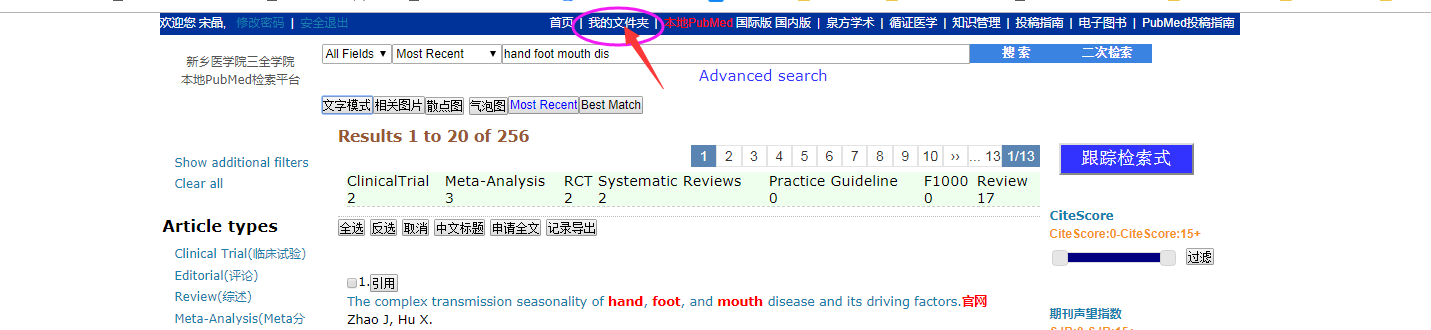 欢迎您 宋晶, 修改密码 | 安全退出 首页 | 我的文件夹 | 本地PubMed 国际版 国内版 | 泉方学术 | 循证医学 | 知识管理 | 投稿指南 | 电子图书 | PubMed投稿指南
新乡医学院三全学院
本地PubMed检索平台
All Fields Most Recent hand foot mouth dis 搜 索 二次检索
Advanced search
文字模式 相关图片 散点图 气泡图 Most Recent Best Match
Results 1 to 20 of 256
1 2 3 4 5 6 7 8 9 10 ›› ... 13 1/13
跟踪检索式
Show additional filters
Clear all
ClinicalTrial Meta-Analysis RCT Systematic Reviews Practice Guideline F1000 Review
2 3 2 2 0 0 17
全选 反选 取消 中文标题 申请全文 记录导出
Article types
Clinical Trial(临床试验)
Editorial(评论)
Review(综述)
Meta-Analysis(Meta分
CiteScore
CiteScore:0-CiteScore:15+
过滤
1. 引用
The complex transmission seasonality of hand, foot, and mouth disease and its driving factors.官网
Zhao J, Hu X.
期刊声望指数
SJR:0-SJR:15+